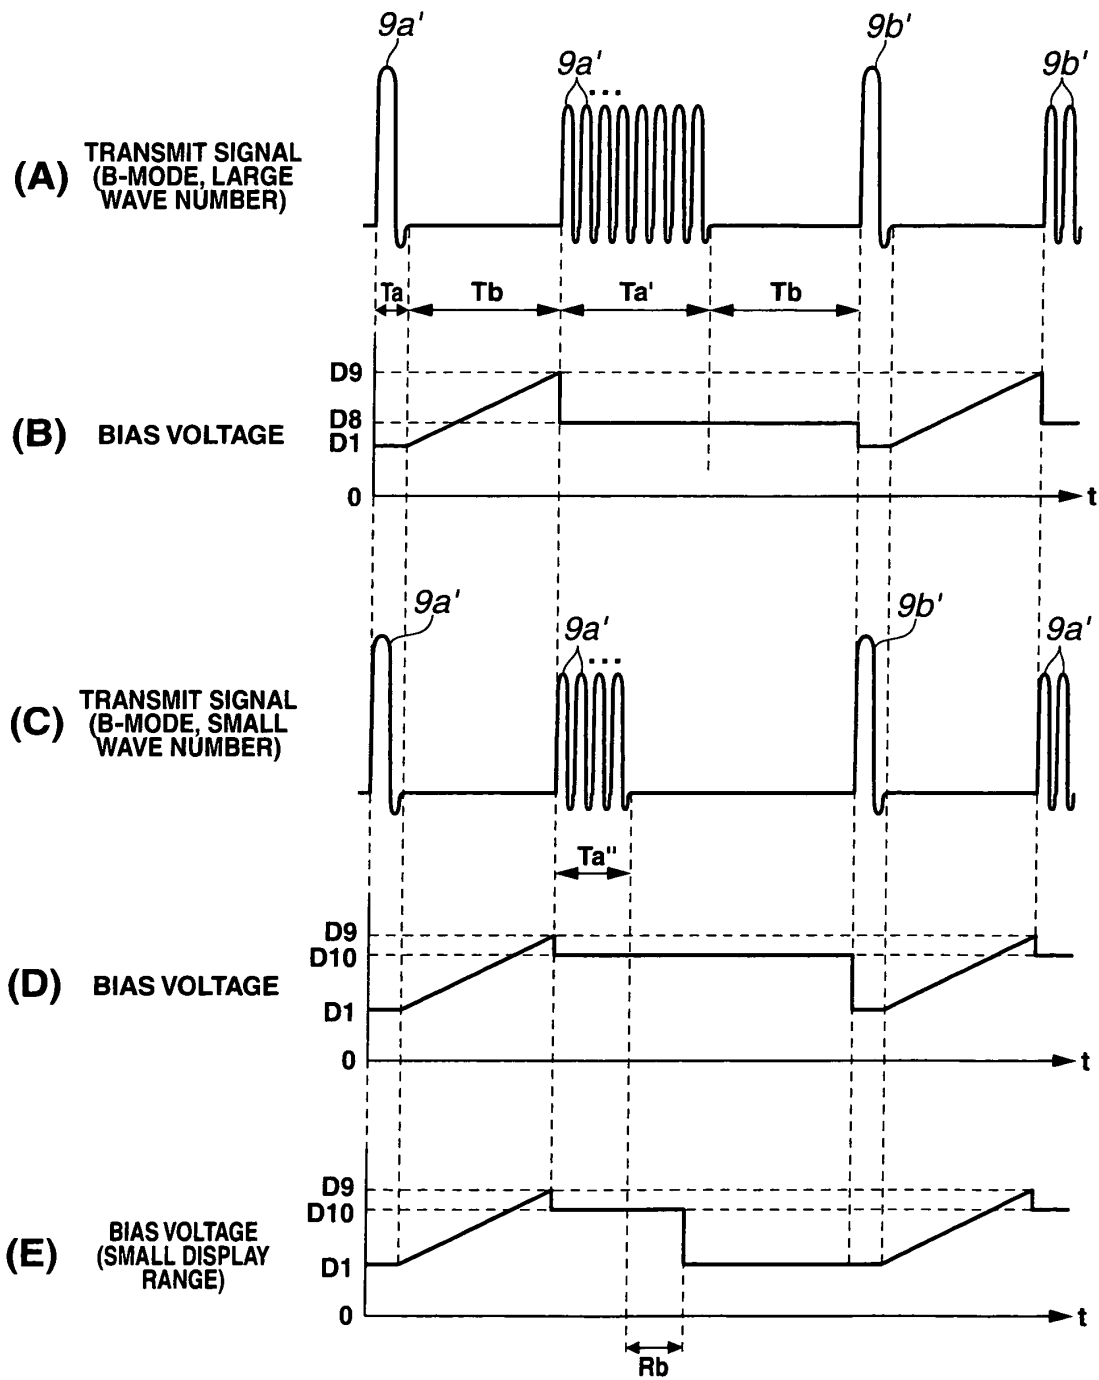 9a'
9a'
...
9b'
9b'
(A)
TRANSMIT SIGNAL
(B-MODE, LARGE
WAVE NUMBER)
Ta
Tb
Ta'
Tb
(B)
BIAS VOLTAGE
D9
D8
D1
0
t
9a'
9a'
...
9b'
9a'
(C)
TRANSMIT SIGNAL
(B-MODE, SMALL
WAVE NUMBER)
Ta"
(D)
BIAS VOLTAGE
D9
D10
D1
0
t
(E)
BIAS VOLTAGE
(SMALL DISPLAY
RANGE)
D9
D10
D1
0
t
Rb